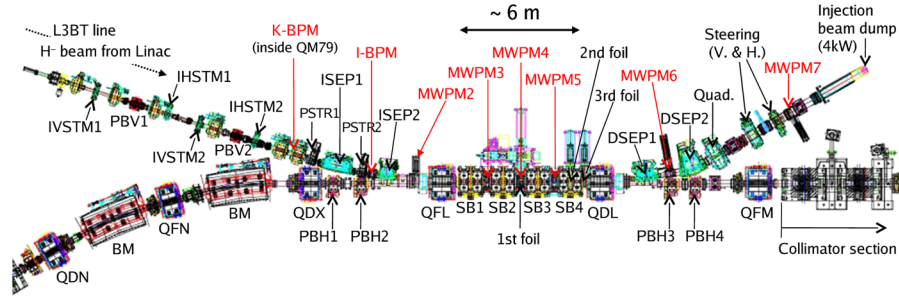 L3BT line
H⁻ beam from Linac
K-BPM
(inside QM79)
I-BPM
~ 6 m
MWPM4
MWPM3
MWPM5
MWPM2
2nd foil
3rd foil
MWPM6
Steering
(V. & H.)
Injection
beam dump
(4kW)
MWPM7
IHSTM1
ISEP1
IHSTM2
PSTR1
PSTR2
ISEP2
DSEP1
DSEP2
Quad.
IVSTM1
PBV1
IVSTM2
PBV2
BM
QFN
BM
QDN
QDX
PBH1
PBH2
QFL
SB1
SB2
SB3
SB4
QDL
1st foil
PBH3
PBH4
QFM
Collimator section